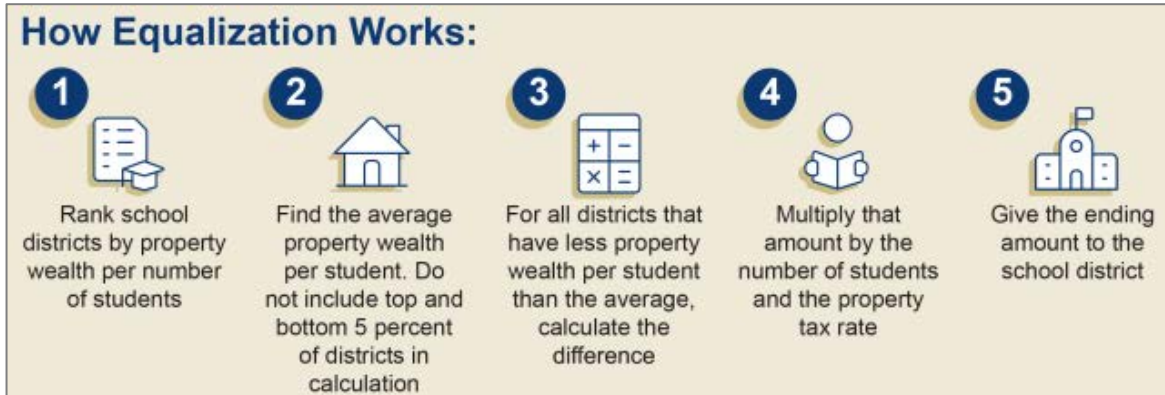 How Equalization Works:
1
Rank school
districts by property
wealth per number
of students
2
Find the average
property wealth
per student. Do
not include top and
bottom 5 percent
of districts in
calculation
3
+ −
× =
For all districts that
have less property
wealth per student
than the average,
calculate the
difference
4
Multiply that
amount by the
number of students
and the property
tax rate
5
Give the ending
amount to the
school district